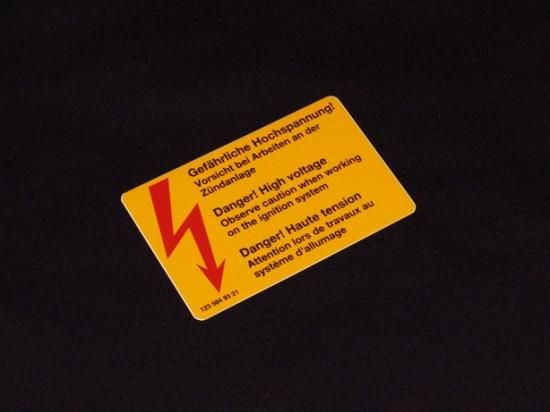 Gefährliche Hochspannung!
Vorsicht bei Arbeiten an der
Zündanlage
Danger! High voltage
Observe caution when working
on the ignition system
Danger! Haute tension
Attention lors de travaux au
système d'allumage
123 584 93 21